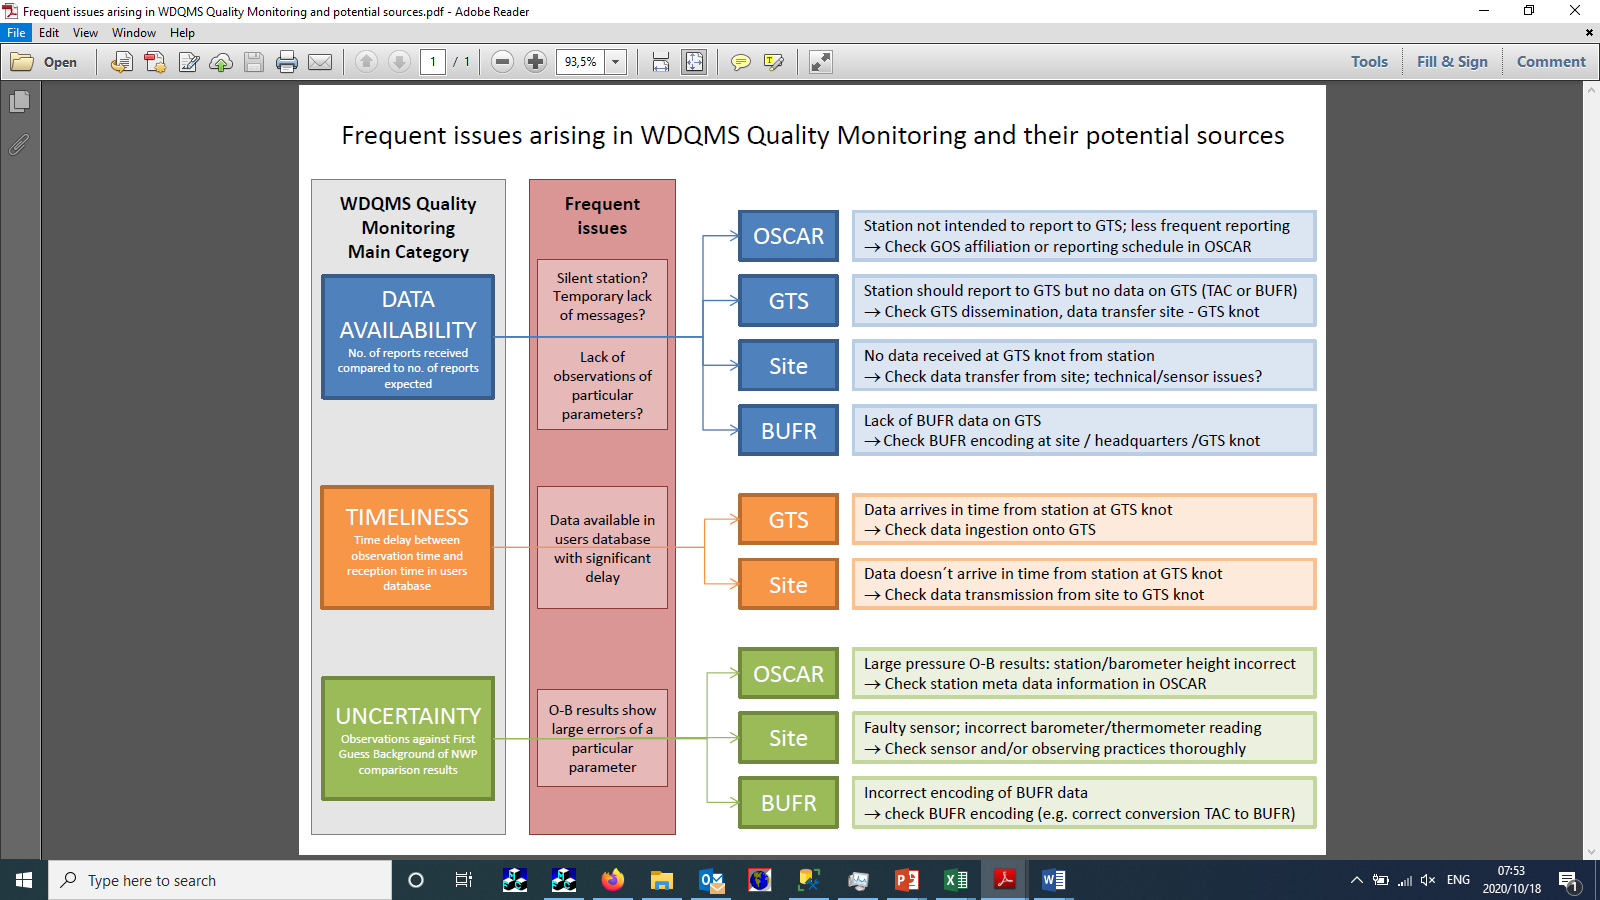 Frequent issues arising in WDQMS Quality Monitoring and potential sources.pdf - Adobe Reader
File Edit View Window Help
Open
1 / 1
93,5%
Tools
Fill & Sign
Comment
Frequent issues arising in WDQMS Quality Monitoring and their potential sources
WDQMS Quality
Monitoring
Main Category
Frequent
issues
DATA
AVAILABILITY
No. of reports received
compared to no. of reports
expected
Silent station?
Temporary lack
of messages?
Lack of
observations of
particular
parameters?
OSCAR
Station not intended to report to GTS; less frequent reporting
→ Check GOS affiliation or reporting schedule in OSCAR
GTS
Station should report to GTS but no data on GTS (TAC or BUFR)
→ Check GTS dissemination, data transfer site - GTS knot
Site
No data received at GTS knot from station
→ Check data transfer from site; technical/sensor issues?
BUFR
Lack of BUFR data on GTS
→ Check BUFR encoding at site / headquarters /GTS knot
TIMELINESS
Time delay between
observation time and
reception time in users
database
Data available in
users database
with significant
delay
GTS
Data arrives in time from station at GTS knot
→ Check data ingestion onto GTS
Site
Data doesn´t arrive in time from station at GTS knot
→ Check data transmission from site to GTS knot
UNCERTAINTY
Observations against First
Guess Background of NWP
comparison results
O-B results show
large errors of a
particular
parameter
OSCAR
Large pressure O-B results: station/barometer height incorrect
→ Check station meta data information in OSCAR
Site
Faulty sensor; incorrect barometer/thermometer reading
→ Check sensor and/or observing practices thoroughly
BUFR
Incorrect encoding of BUFR data
→ check BUFR encoding (e.g. correct conversion TAC to BUFR)
Type here to search
ENG
07:53
2020/10/18
1